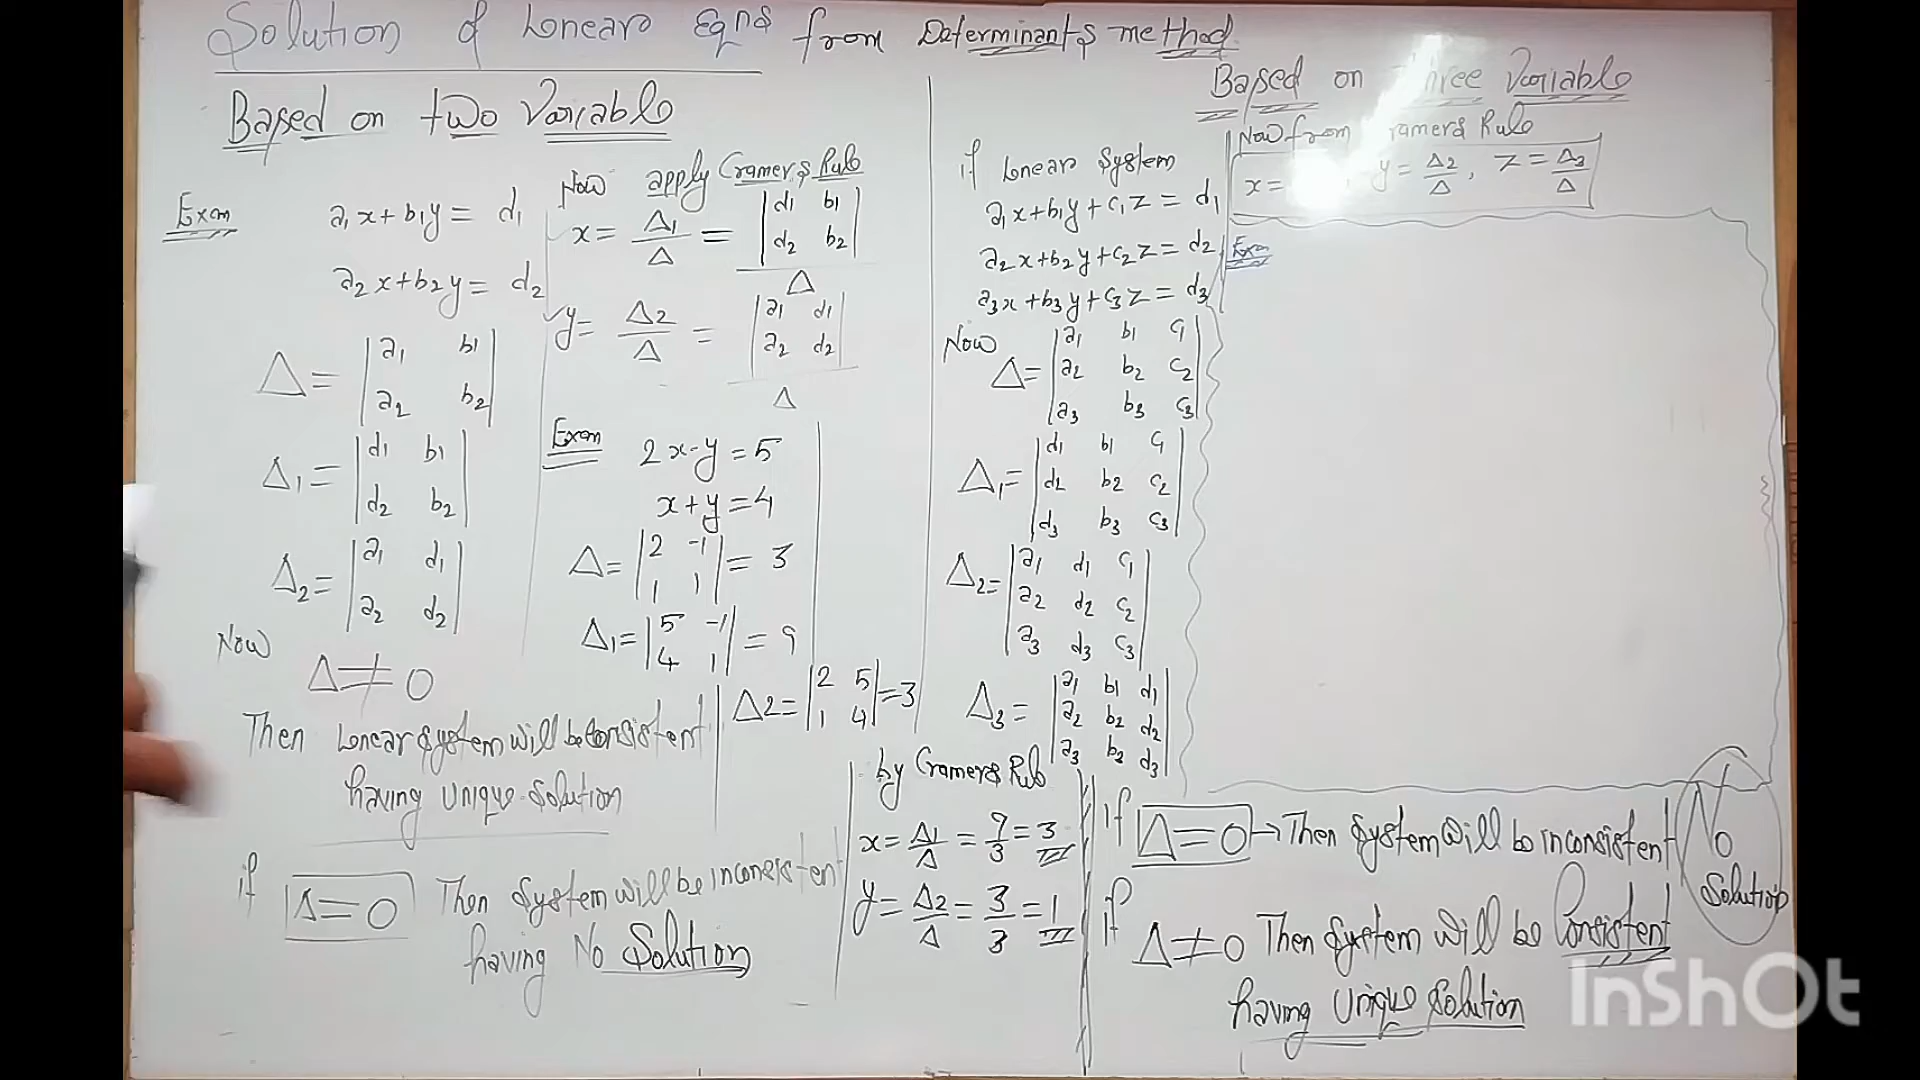 Solution of Linear Eqns from Determinants method
Based on two Variable
Exm
a₁x+b₁y = d₁
a₂x+b₂y = d₂
Δ = |a₁ b₁|
|a₂ b₂|
Δ₁ = |d₁ b₁|
|d₂ b₂|
Δ₂ = |a₁ d₁|
|a₂ d₂|
Now
Δ ≠ 0
Then Linear system will be consistent
having Unique Solution
if Δ = 0 Then System will be inconsistent
having No Solution
Now apply Cramer's Rule
x = Δ₁/Δ = |d₁ b₁|
|d₂ b₂|
Δ
y = Δ₂/Δ = |a₁ d₁|
|a₂ d₂|
Δ
Exam
2x-y = 5
x+y = 4
Δ = |2 -1| = 3
|1 1|
Δ₁ = |5 -1| = 9
|4 1|
Δ2 = |2 5| = 3
|1 4|
by Cramer's Rule
x = Δ₁/Δ = 9/3 = 3
y = Δ2/Δ = 3/3 = 1
Based on Three Variable
if Linear System
a₁x+b₁y+c₁z = d₁
a₂x+b₂y+c₂z = d₂
a₃x+b₃y+c₃z = d₃
Now
Δ = |a₁ b₁ c₁|
|a₂ b₂ c₂|
|a₃ b₃ c₃|
Δ₁ = |d₁ b₁ c₁|
|d₂ b₂ c₂|
|d₃ b₃ c₃|
Δ₂ = |a₁ d₁ c₁|
|a₂ d₂ c₂|
|a₃ d₃ c₃|
Δ₃ = |a₁ b₁ d₁|
|a₂ b₂ d₂|
|a₃ b₃ d₃|
Now from Cramer's Rule
x = , y = Δ₂/Δ, z = Δ₃/Δ
Exm
if Δ = 0 → Then System will be inconsistent
No
Solution
if Δ ≠ 0 Then System will be Consistent
having Unique Solution
InShOt